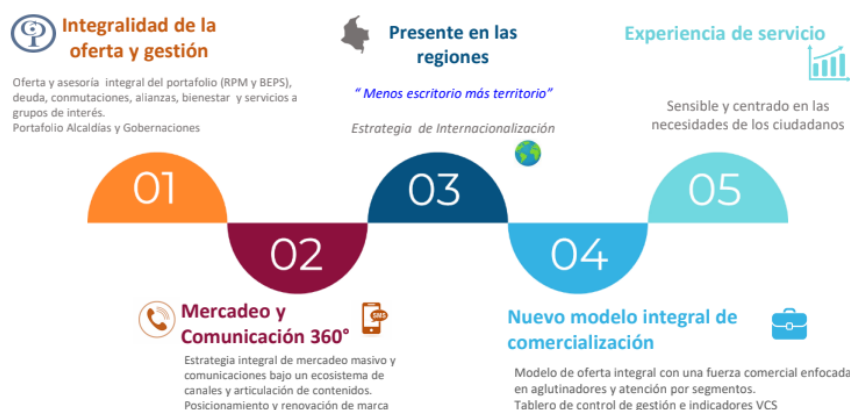 Integralidad de la
oferta y gestión
Oferta y asesoría integral del portafolio (RPM y BEPS),
deuda, conmutaciones, alianzas, bienestar y servicios a
grupos de interés.
Portafolio Alcaldías y Gobernaciones
Presente en las
regiones
“ Menos escritorio más territorio”
Estrategia de Internacionalización
Experiencia de servicio
Sensible y centrado en las
necesidades de los ciudadanos
01
03
05
02
04
Mercadeo y
Comunicación 360°
SMS
Estrategia integral de mercadeo masivo y
comunicaciones bajo un ecosistema de
canales y articulación de contenidos.
Posicionamiento y renovación de marca
Nuevo modelo integral de
comercialización
Modelo de oferta integral con una fuerza comercial enfocada
en aglutinadores y atención por segmentos.
Tablero de control de gestión e indicadores VCS